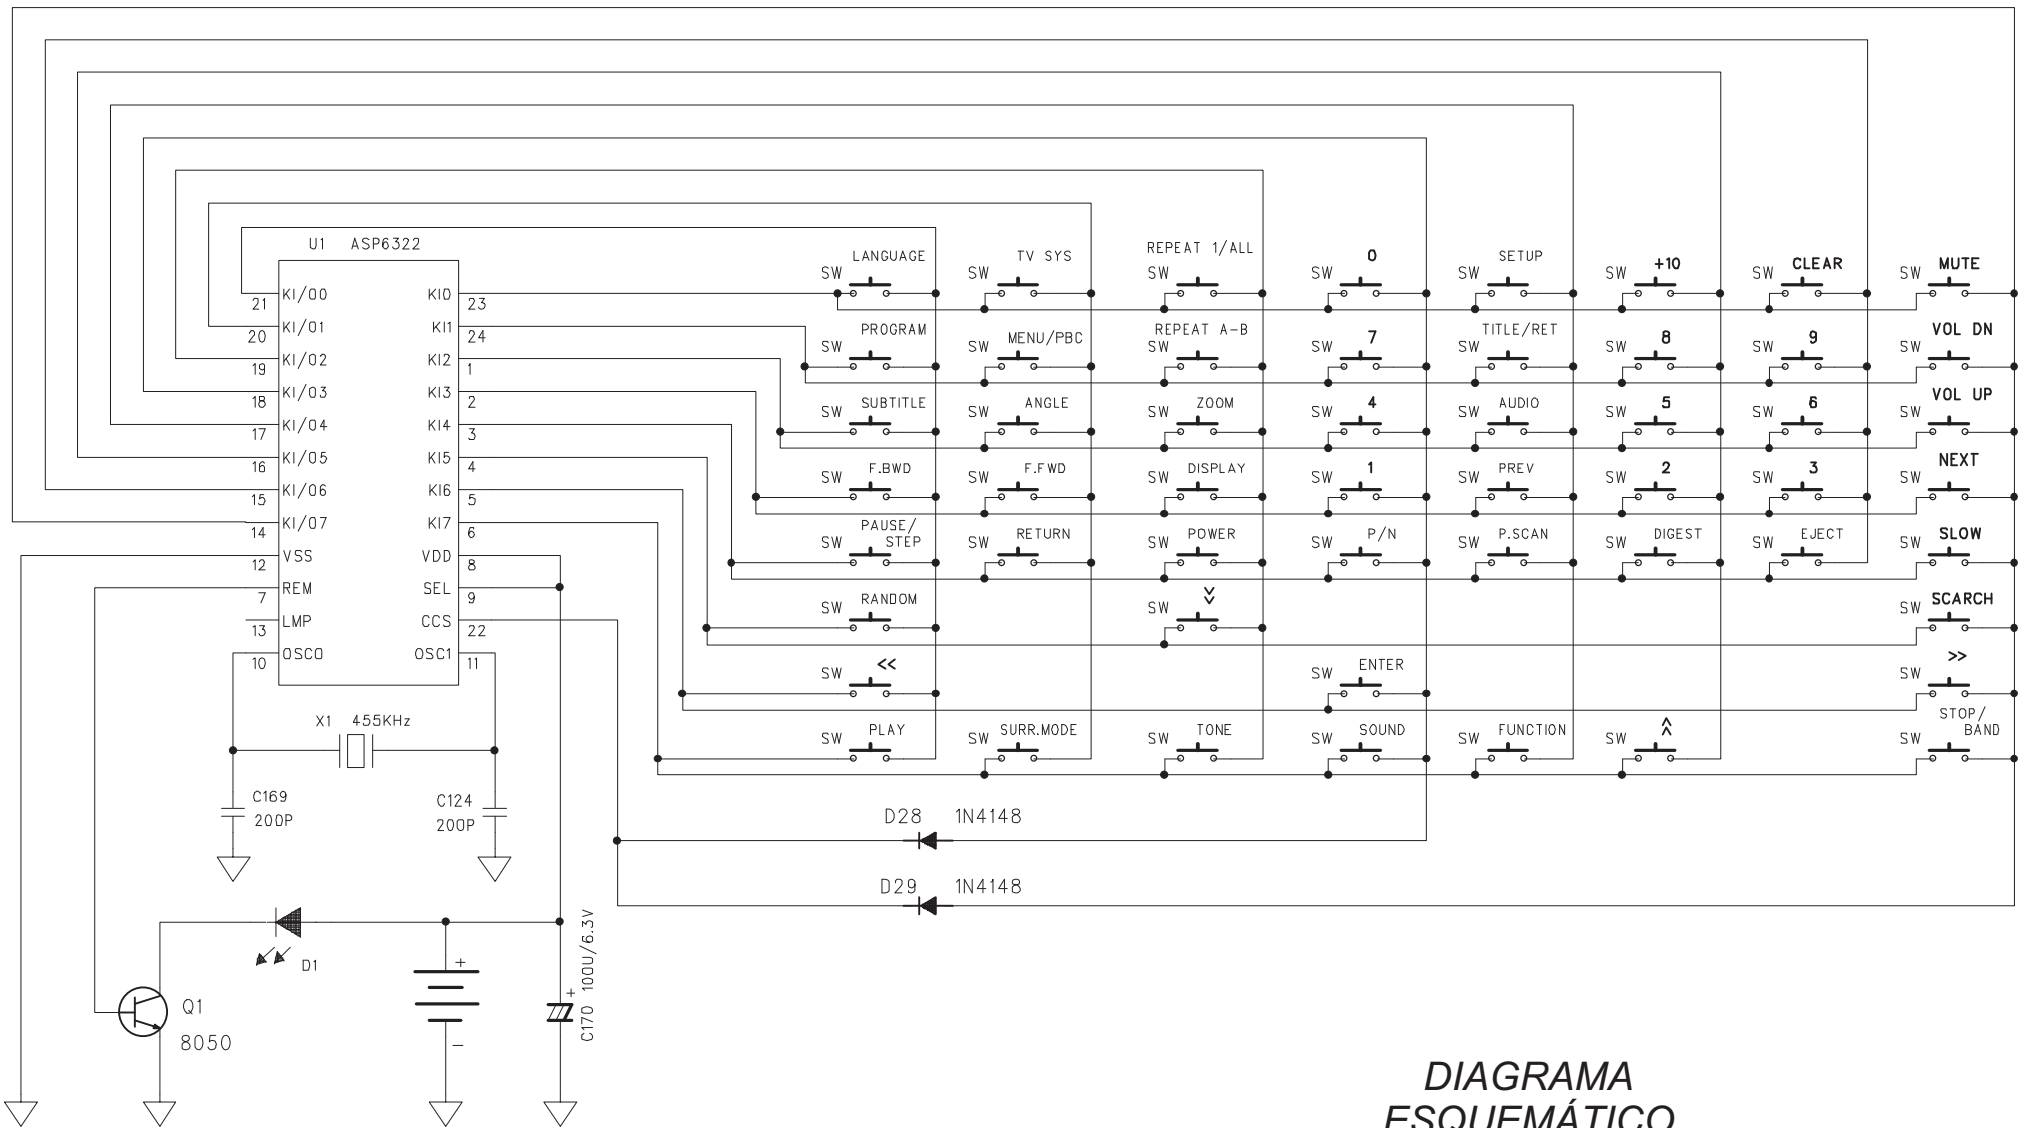 U1 ASP6322
KI/O0 21
KI/O1 20
KI/O2 19
KI/O3 18
KI/O4 17
KI/O5 16
KI/O6 15
KI/O7 14
VSS 12
REM 7
LMP 13
OSCO 10
KI0 23
KI1 24
KI2 1
KI3 2
KI4 3
KI5 4
KI6 5
KI7 6
VDD 8
SEL 9
CCS 22
OSC1 11
SW LANGUAGE SW TV SYS SW REPEAT 1/ALL SW 0 SW SETUP SW +10 SW CLEAR SW MUTE
SW PROGRAM SW MENU/PBC SW REPEAT A-B SW 7 SW TITLE/RET SW 8 SW 9 SW VOL DN
SW SUBTITLE SW ANGLE SW ZOOM SW 4 SW AUDIO SW 5 SW 6 SW VOL UP
SW F.BWD SW F.FWD SW DISPLAY SW 1 SW PREV SW 2 SW 3 SW NEXT
SW PAUSE/
STEP SW RETURN SW POWER SW P/N SW P.SCAN SW DIGEST SW EJECT SW SLOW
SW RANDOM SW SW SCARCH
SW << SW ENTER SW >>
SW PLAY SW SURR.MODE SW TONE SW SOUND SW FUNCTION SW SW STOP/
BAND
X1 455KHz
C169
200P
C124
200P
D28 1N4148
D29 1N4148
D1
+
-
+
C170 100U/6.3V
Q1
8050
DIAGRAMA
ESQUEMÁTICO